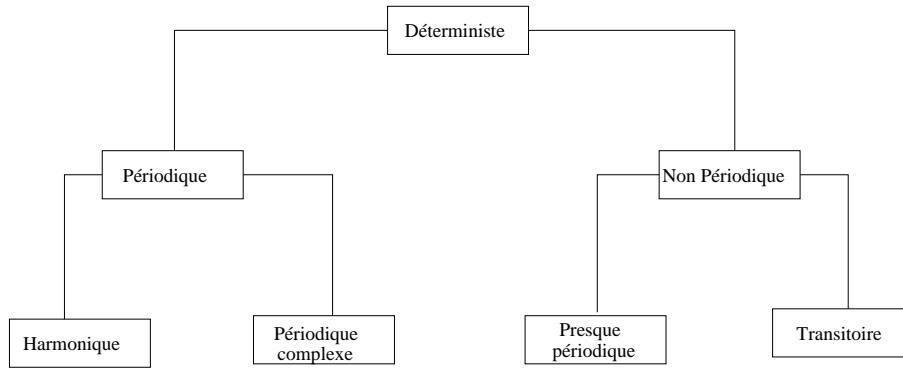 Déterministe
Périodique
Non Périodique
Harmonique
Périodique
complexe
Presque
périodique
Transitoire